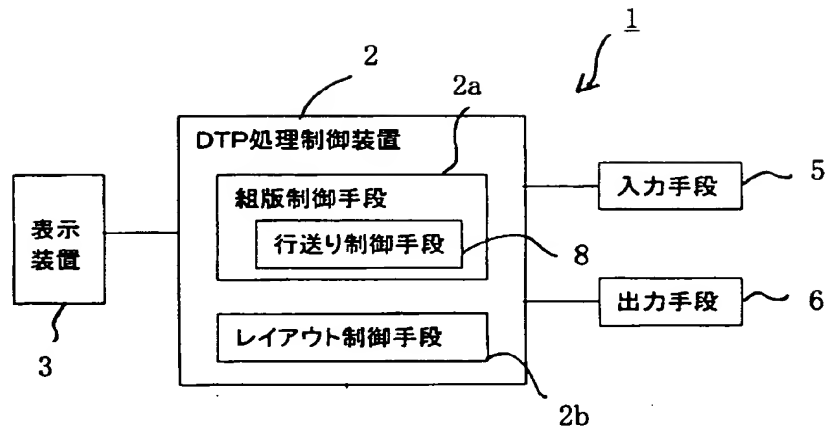 1
2
2a
DTP処理制御装置
組版制御手段
行送り制御手段
8
レイアウト制御手段
2b
表示
装置
3
入力手段
5
出力手段
6